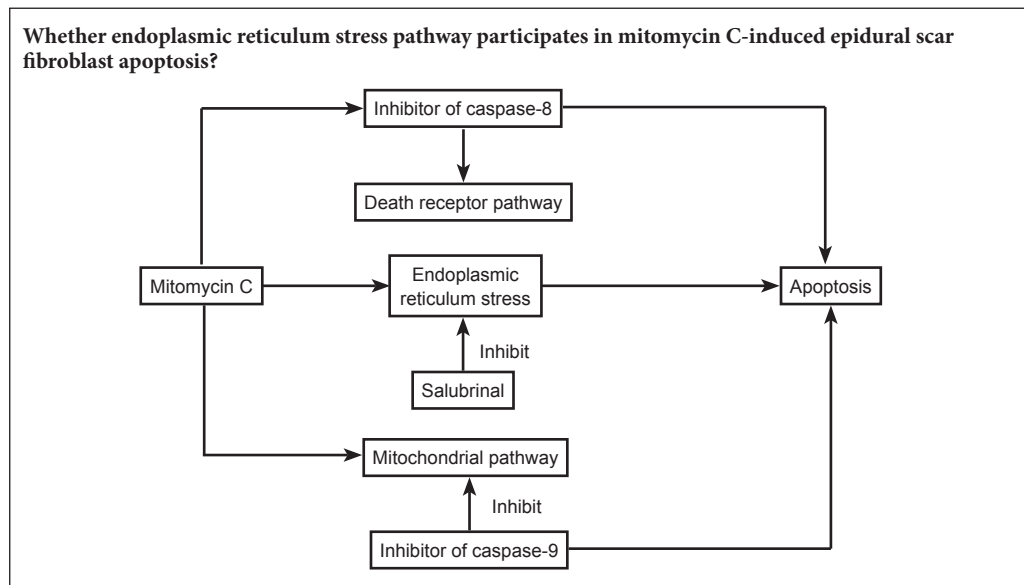 Whether endoplasmic reticulum stress pathway participates in mitomycin C-induced epidural scar
fibroblast apoptosis?
Inhibitor of caspase-8
Death receptor pathway
Mitomycin C
Endoplasmic
reticulum stress
Apoptosis
Inhibit
Salubrinal
Mitochondrial pathway
Inhibit
Inhibitor of caspase-9